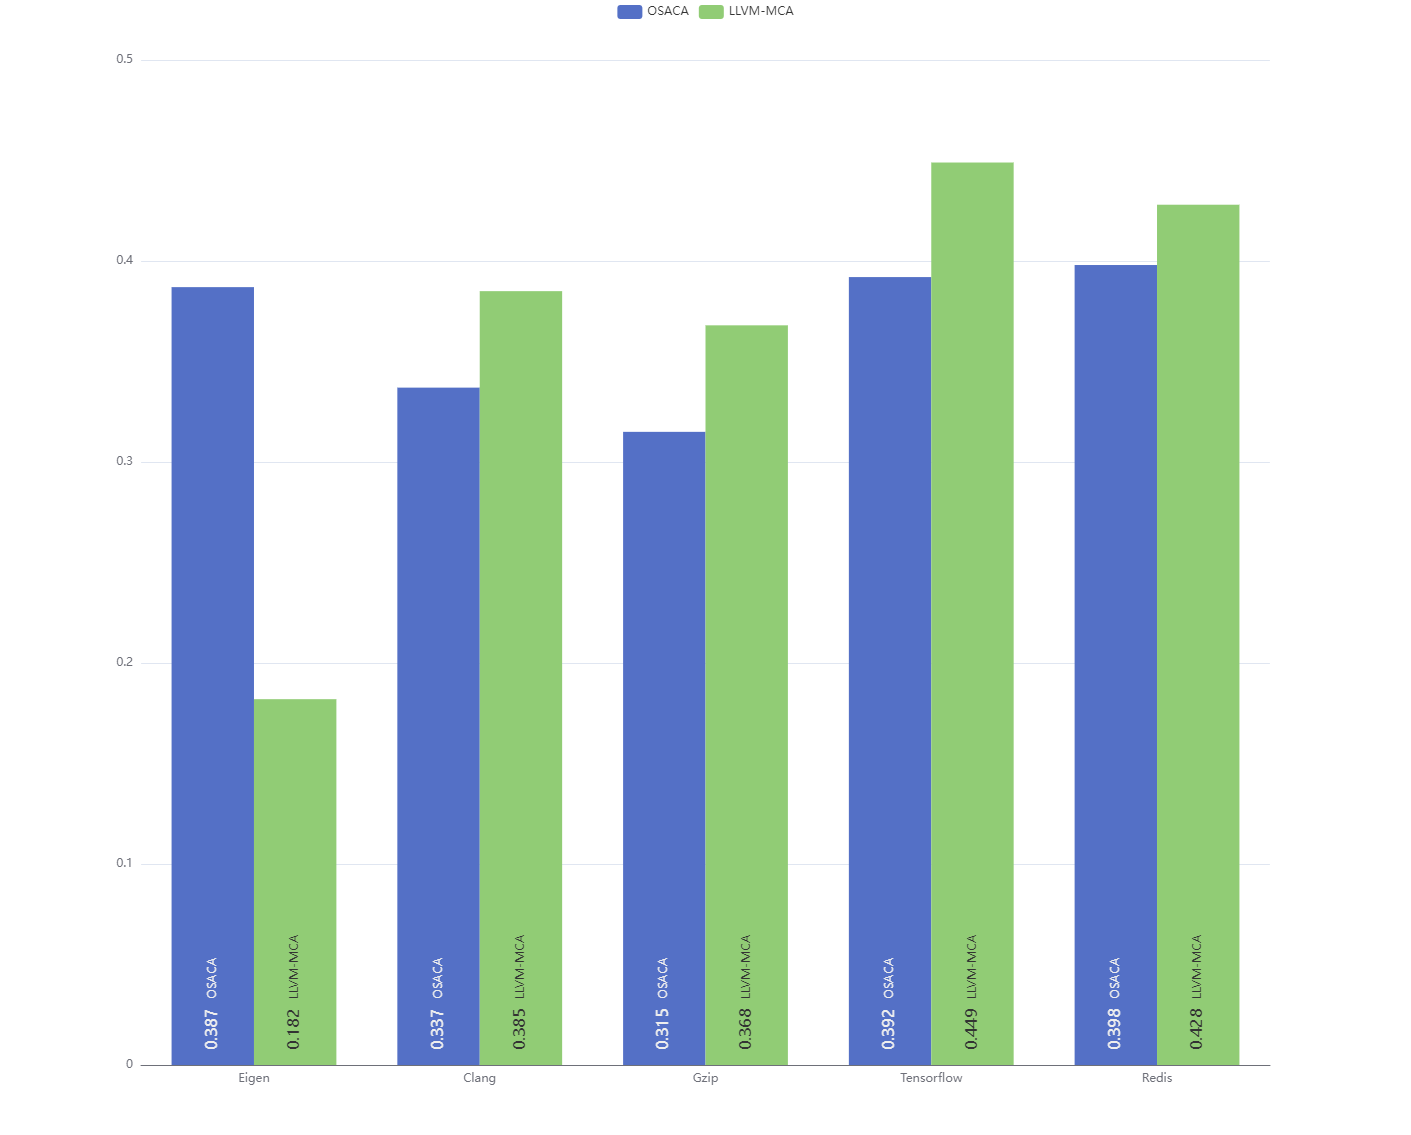 OSACA LLVM-MCA
0.5
0.4
0.3
0.2
0.1
0
0.387 OSACA
0.182 LLVM-MCA
0.337 OSACA
0.385 LLVM-MCA
0.315 OSACA
0.368 LLVM-MCA
0.392 OSACA
0.449 LLVM-MCA
0.398 OSACA
0.428 LLVM-MCA
Eigen Clang Gzip Tensorflow Redis